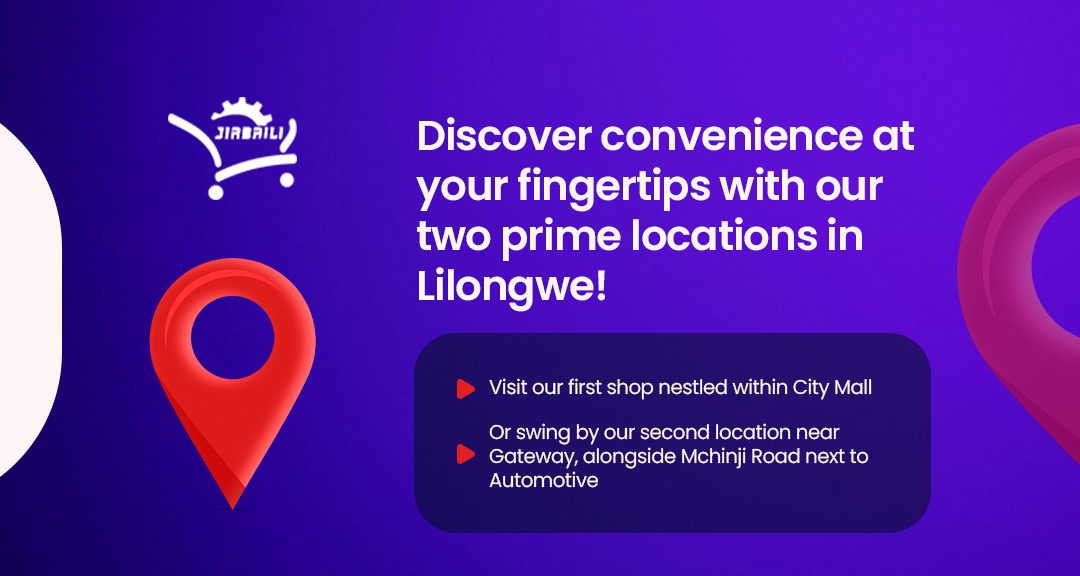 JIABAILI
Discover convenience at
your fingertips with our
two prime locations in
Lilongwe!
Visit our first shop nestled within City Mall
Or swing by our second location near
Gateway, alongside Mchinji Road next to
Automotive